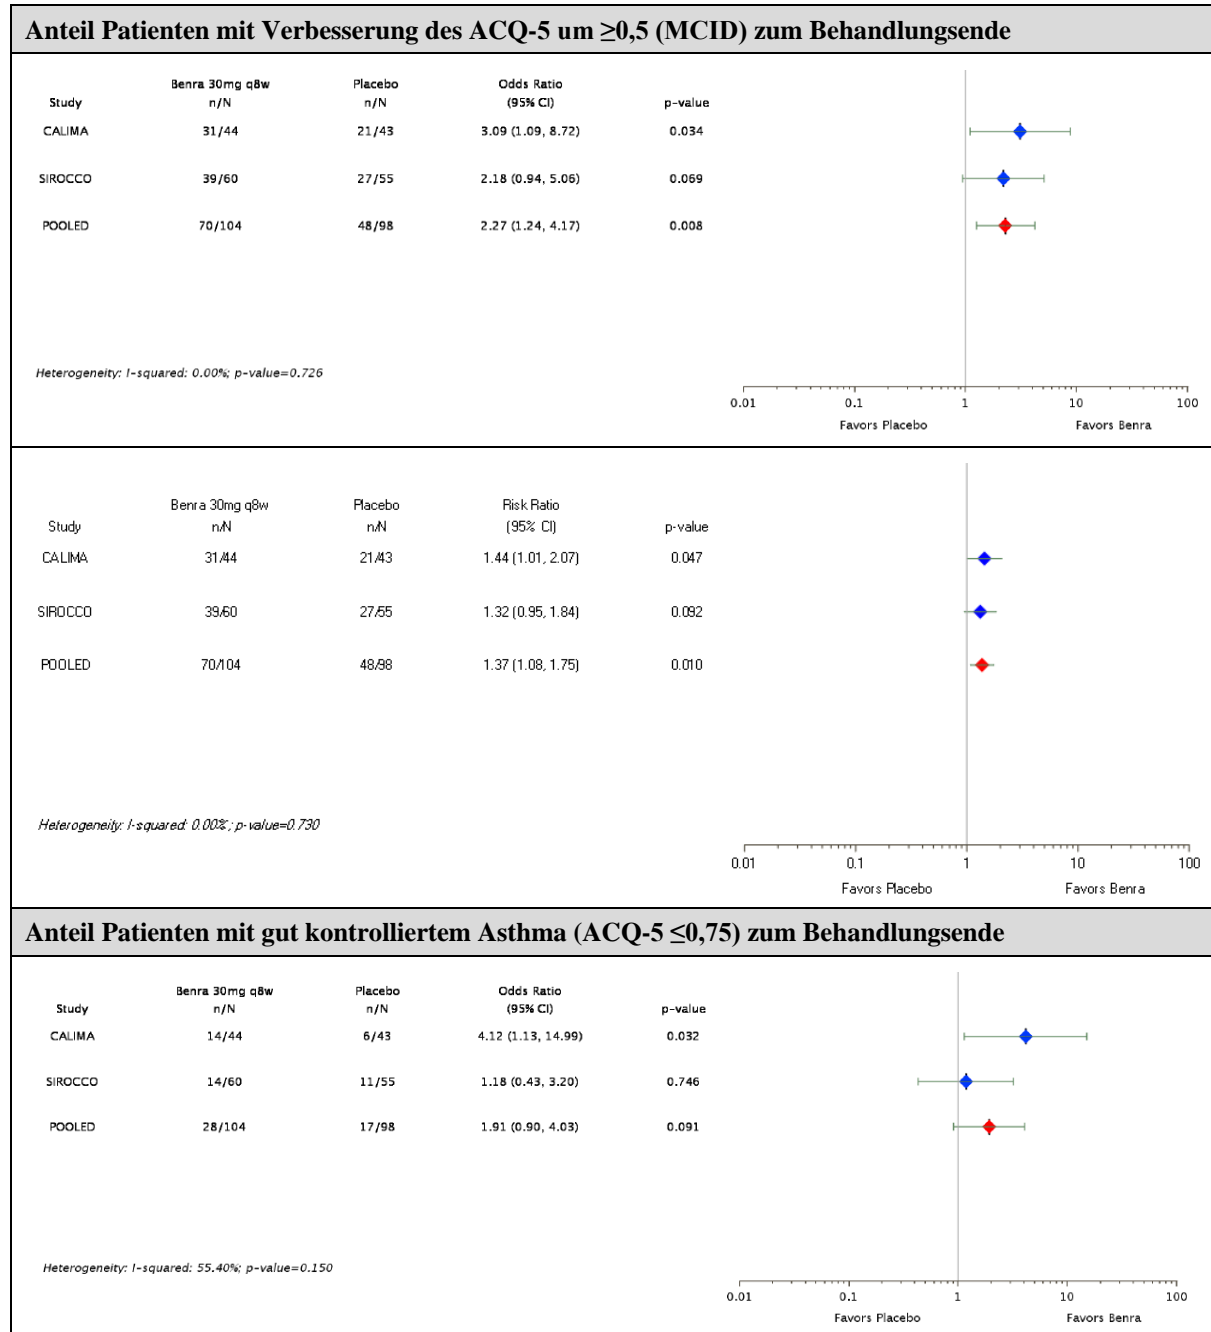 Anteil Patienten mit Verbesserung des ACQ-5 um ≥0,5 (MCID) zum Behandlungsende
Benra 30mg q8w Placebo Odds Ratio
Study n/N n/N (95% CI) p-value
CALIMA 31/44 21/43 3.09 (1.09, 8.72) 0.034
SIROCCO 39/60 27/55 2.18 (0.94, 5.06) 0.069
POOLED 70/104 48/98 2.27 (1.24, 4.17) 0.008
Heterogeneity: I-squared: 0.00%; p-value=0.726
0.01 0.1 1 10 100
Favors Placebo Favors Benra
Benra 30mg q8w Placebo Risk Ratio
Study n/N n/N (95% CI) p-value
CALIMA 31/44 21/43 1.44 (1.01, 2.07) 0.047
SIROCCO 39/60 27/55 1.32 (0.95, 1.84) 0.092
POOLED 70/104 48/98 1.37 (1.08, 1.75) 0.010
Heterogeneity: I-squared: 0.00%; p-value=0.730
0.01 0.1 1 10 100
Favors Placebo Favors Benra
Anteil Patienten mit gut kontrolliertem Asthma (ACQ-5 ≤0,75) zum Behandlungsende
Benra 30mg q8w Placebo Odds Ratio
Study n/N n/N (95% CI) p-value
CALIMA 14/44 6/43 4.12 (1.13, 14.99) 0.032
SIROCCO 14/60 11/55 1.18 (0.43, 3.20) 0.746
POOLED 28/104 17/98 1.91 (0.90, 4.03) 0.091
Heterogeneity: I-squared: 55.40%; p-value=0.150
0.01 0.1 1 10 100
Favors Placebo Favors Benra